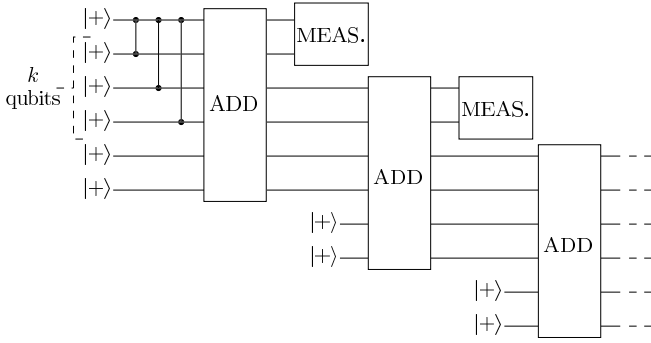 |+⟩
|+⟩ MEAS.
k |+⟩
qubits |+⟩ ADD MEAS.
|+⟩
|+⟩ ADD
|+⟩
|+⟩ ADD
|+⟩
|+⟩